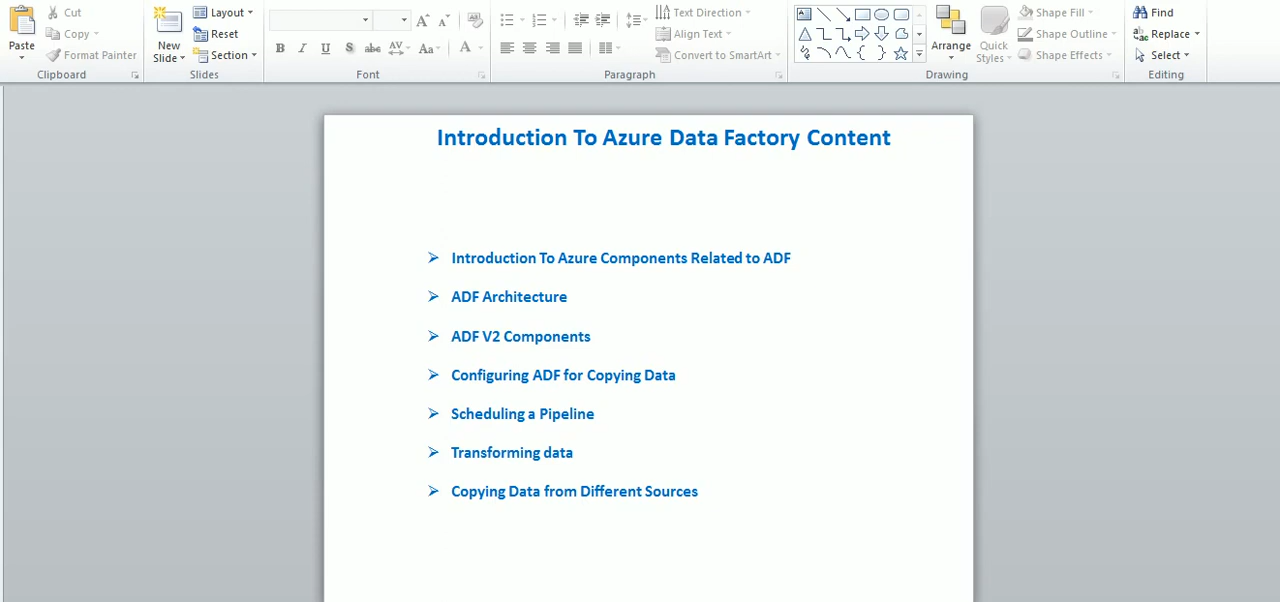 Cut
Copy
Format Painter
Paste
Clipboard
New
Slide
Layout
Reset
Section
Slides
B I U S abc AV Aa A
Font
Text Direction
Align Text
Convert to SmartArt
Paragraph
Arrange
Quick
Styles
Shape Fill
Shape Outline
Shape Effects
Drawing
Find
Replace
Select
Editing
Introduction To Azure Data Factory Content
Introduction To Azure Components Related to ADF
ADF Architecture
ADF V2 Components
Configuring ADF for Copying Data
Scheduling a Pipeline
Transforming data
Copying Data from Different Sources